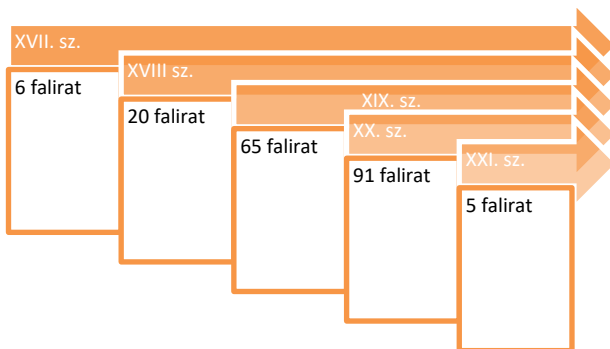 XVII. sz.
6 falirat
XVIII sz.
20 falirat
XIX. sz.
65 falirat
XX. sz.
91 falirat
XXI. sz.
5 falirat